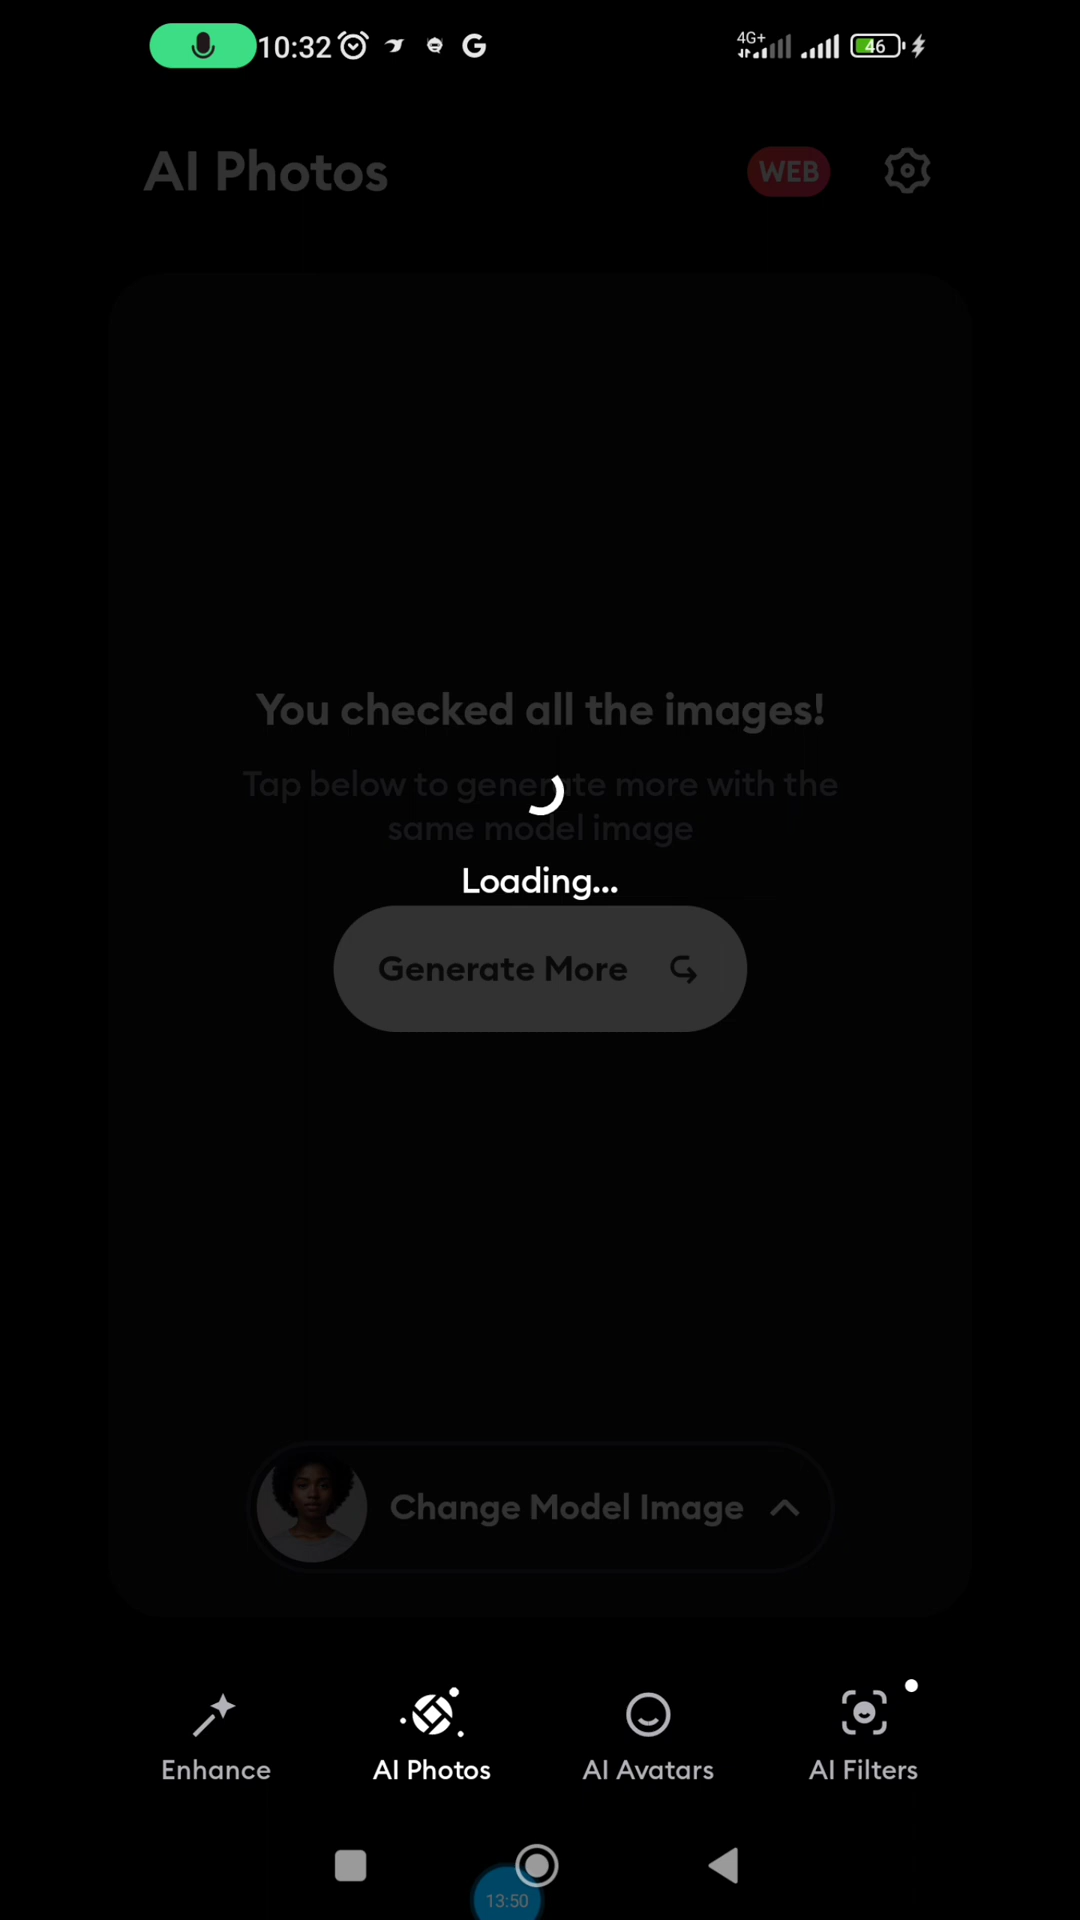 10:32 G 4G+ 46
AI Photos WEB
You checked all the images!
Tap below to generate more with the
same model image
Loading...
Generate More
Change Model Image
Enhance AI Photos AI Avatars AI Filters
13:50